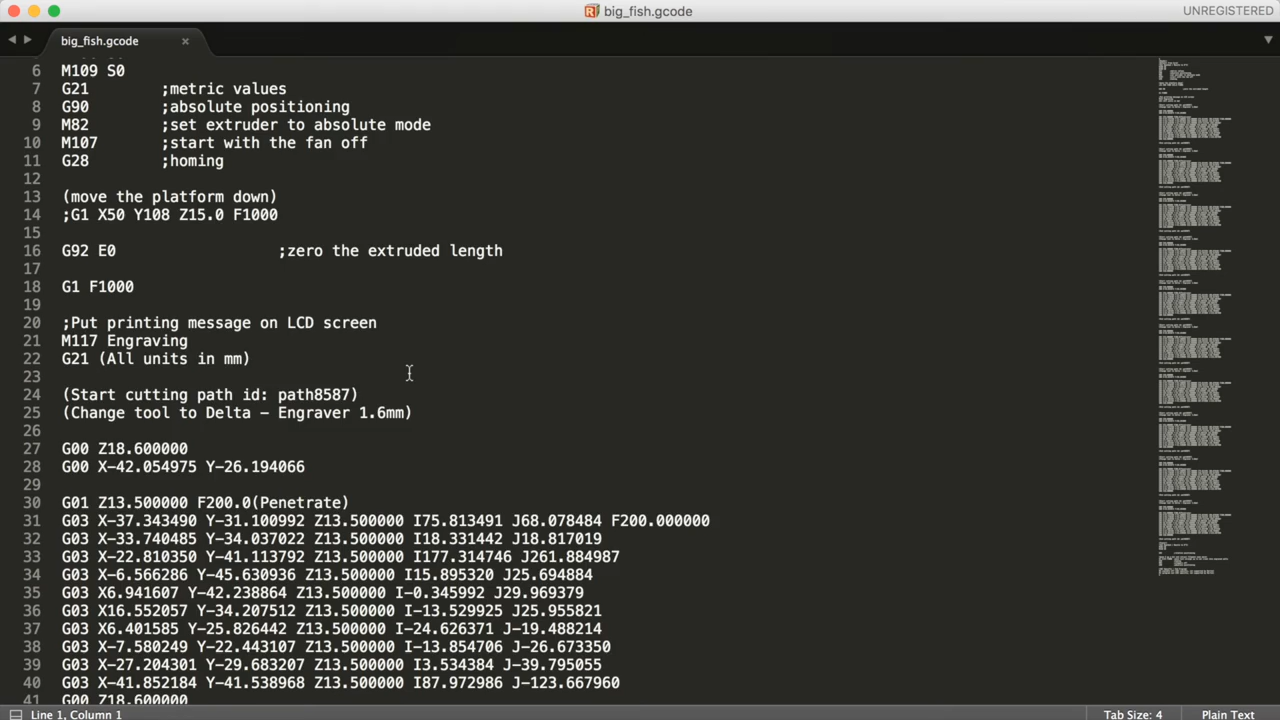 big_fish.gcode
UNREGISTERED
big_fish.gcode
6 M109 S0
7 G21 ;metric values
8 G90 ;absolute positioning
9 M82 ;set extruder to absolute mode
10 M107 ;start with the fan off
11 G28 ;homing
12
13 (move the platform down)
14 ;G1 X50 Y108 Z15.0 F1000
15
16 G92 E0 ;zero the extruded length
17
18 G1 F1000
19
20 ;Put printing message on LCD screen
21 M117 Engraving
22 G21 (All units in mm)
23
24 (Start cutting path id: path8587)
25 (Change tool to Delta - Engraver 1.6mm)
26
27 G00 Z18.600000
28 G00 X-42.054975 Y-26.194066
29
30 G01 Z13.500000 F200.0(Penetrate)
31 G03 X-37.343490 Y-31.100992 Z13.500000 I75.813491 J68.078484 F200.000000
32 G03 X-33.740485 Y-34.037022 Z13.500000 I18.331442 J18.817019
33 G03 X-22.810350 Y-41.113792 Z13.500000 I177.314746 J261.884987
34 G03 X-6.566286 Y-45.630936 Z13.500000 I15.895320 J25.694884
35 G03 X6.941607 Y-42.238864 Z13.500000 I-0.345992 J29.969379
36 G03 X16.552057 Y-34.207512 Z13.500000 I-13.529925 J25.955821
37 G03 X6.401585 Y-25.826442 Z13.500000 I-24.626371 J-19.488214
38 G03 X-7.580249 Y-22.443107 Z13.500000 I-13.854706 J-26.673350
39 G03 X-27.204301 Y-29.683207 Z13.500000 I3.534384 J-39.795055
40 G03 X-41.852184 Y-41.538968 Z13.500000 I87.972986 J-123.667960
41 G00 Z18.600000
Line 1, Column 1
Tab Size: 4
Plain Text